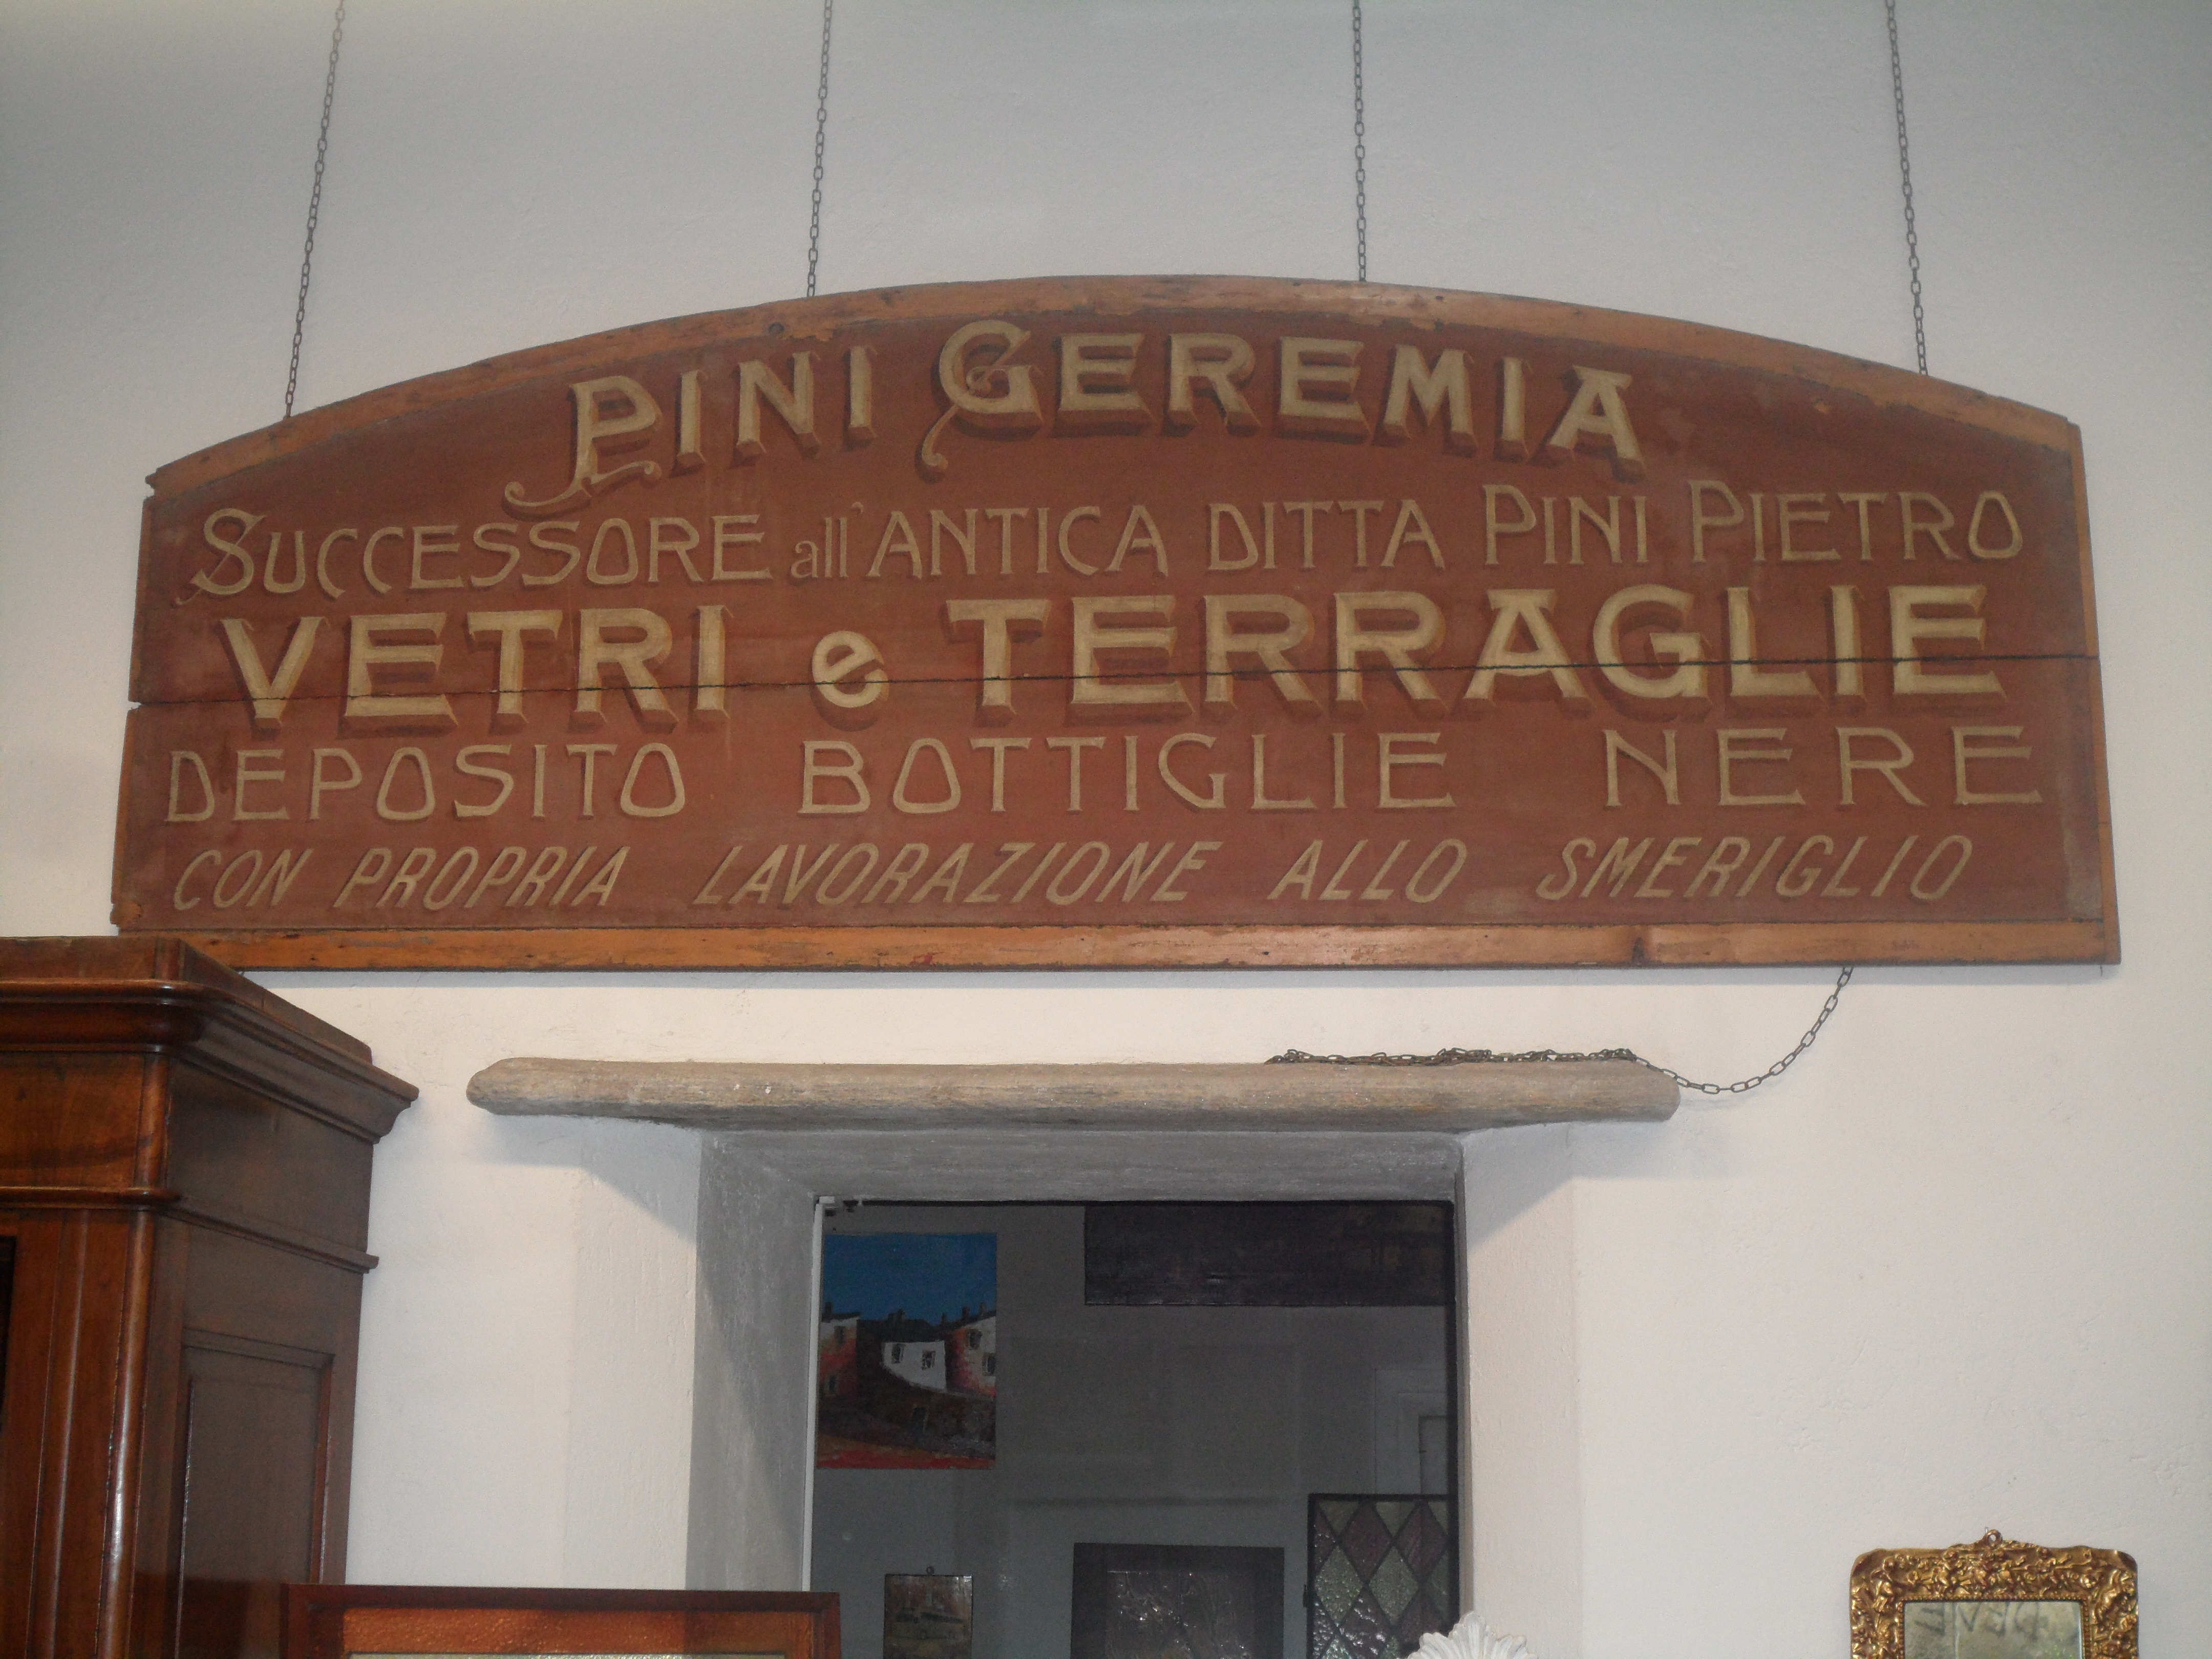 PINI GEREMIA
SUCCESSORE all'ANTICA DITTA PINI PIETRO
VETRI e TERRAGLIE
DEPOSITO BOTTIGLIE NERE
CON PROPRIA LAVORAZIONE ALLO SMERIGLIO